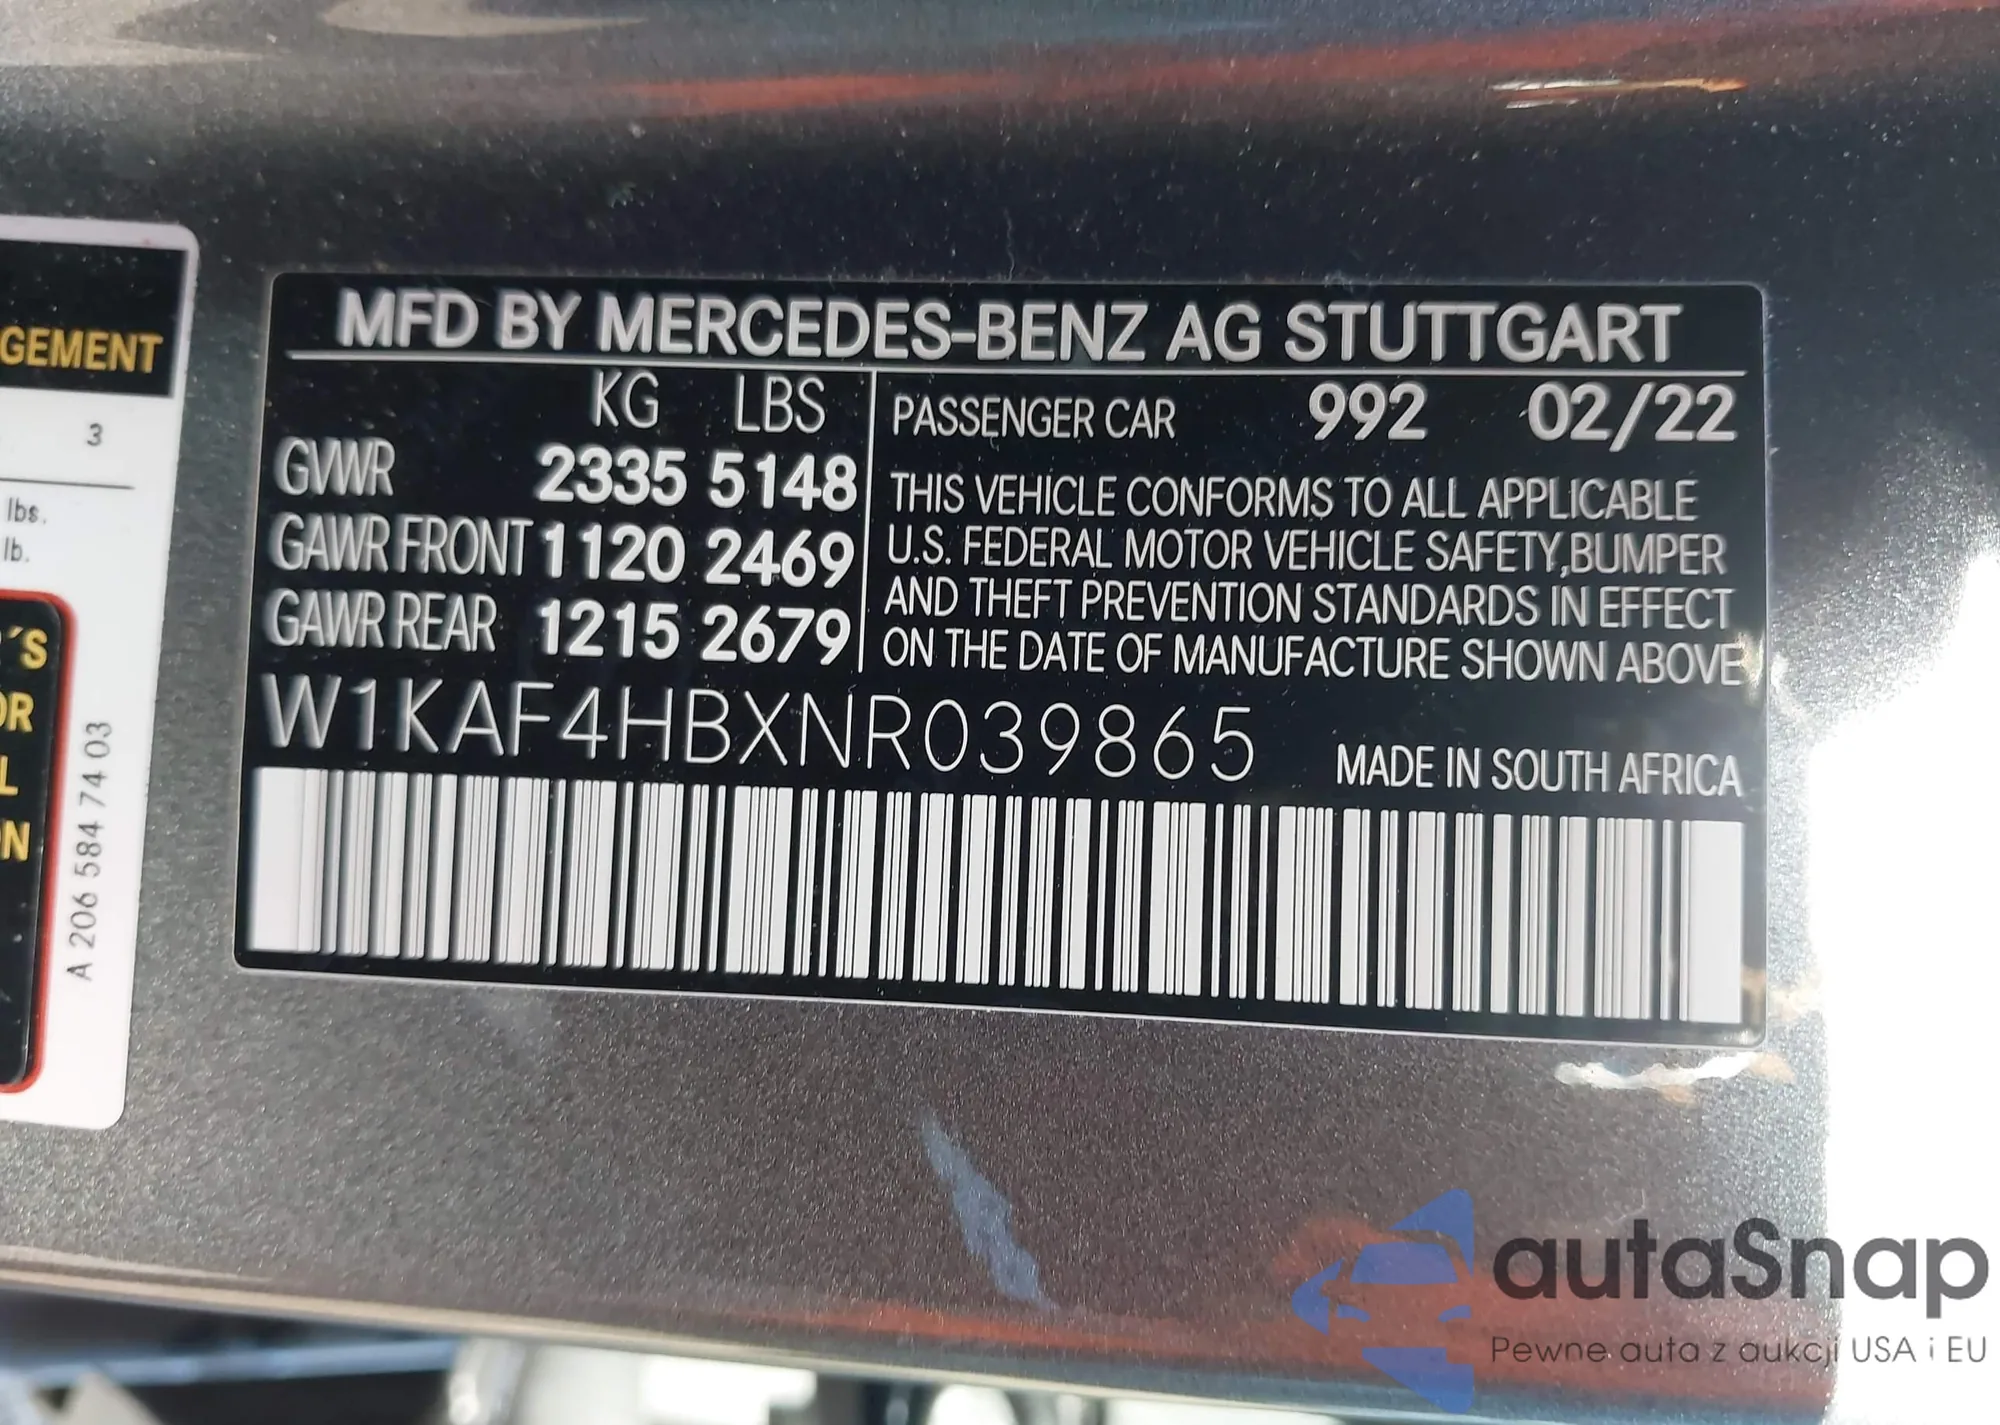 GEMENT
3
lbs.
lb.
´S
OR
L
ON
A 206 584 74 03
MFD BY MERCEDES-BENZ AG STUTTGART
KG LBS
GVWR 2335 5148
GAWR FRONT 1120 2469
GAWR REAR 1215 2679
PASSENGER CAR 992 02/22
THIS VEHICLE CONFORMS TO ALL APPLICABLE
U.S. FEDERAL MOTOR VEHICLE SAFETY,BUMPER
AND THEFT PREVENTION STANDARDS IN EFFECT
ON THE DATE OF MANUFACTURE SHOWN ABOVE
W1KAF4HBXNR039865
MADE IN SOUTH AFRICA
autaSnap
Pewne auta z aukcji USA i EU